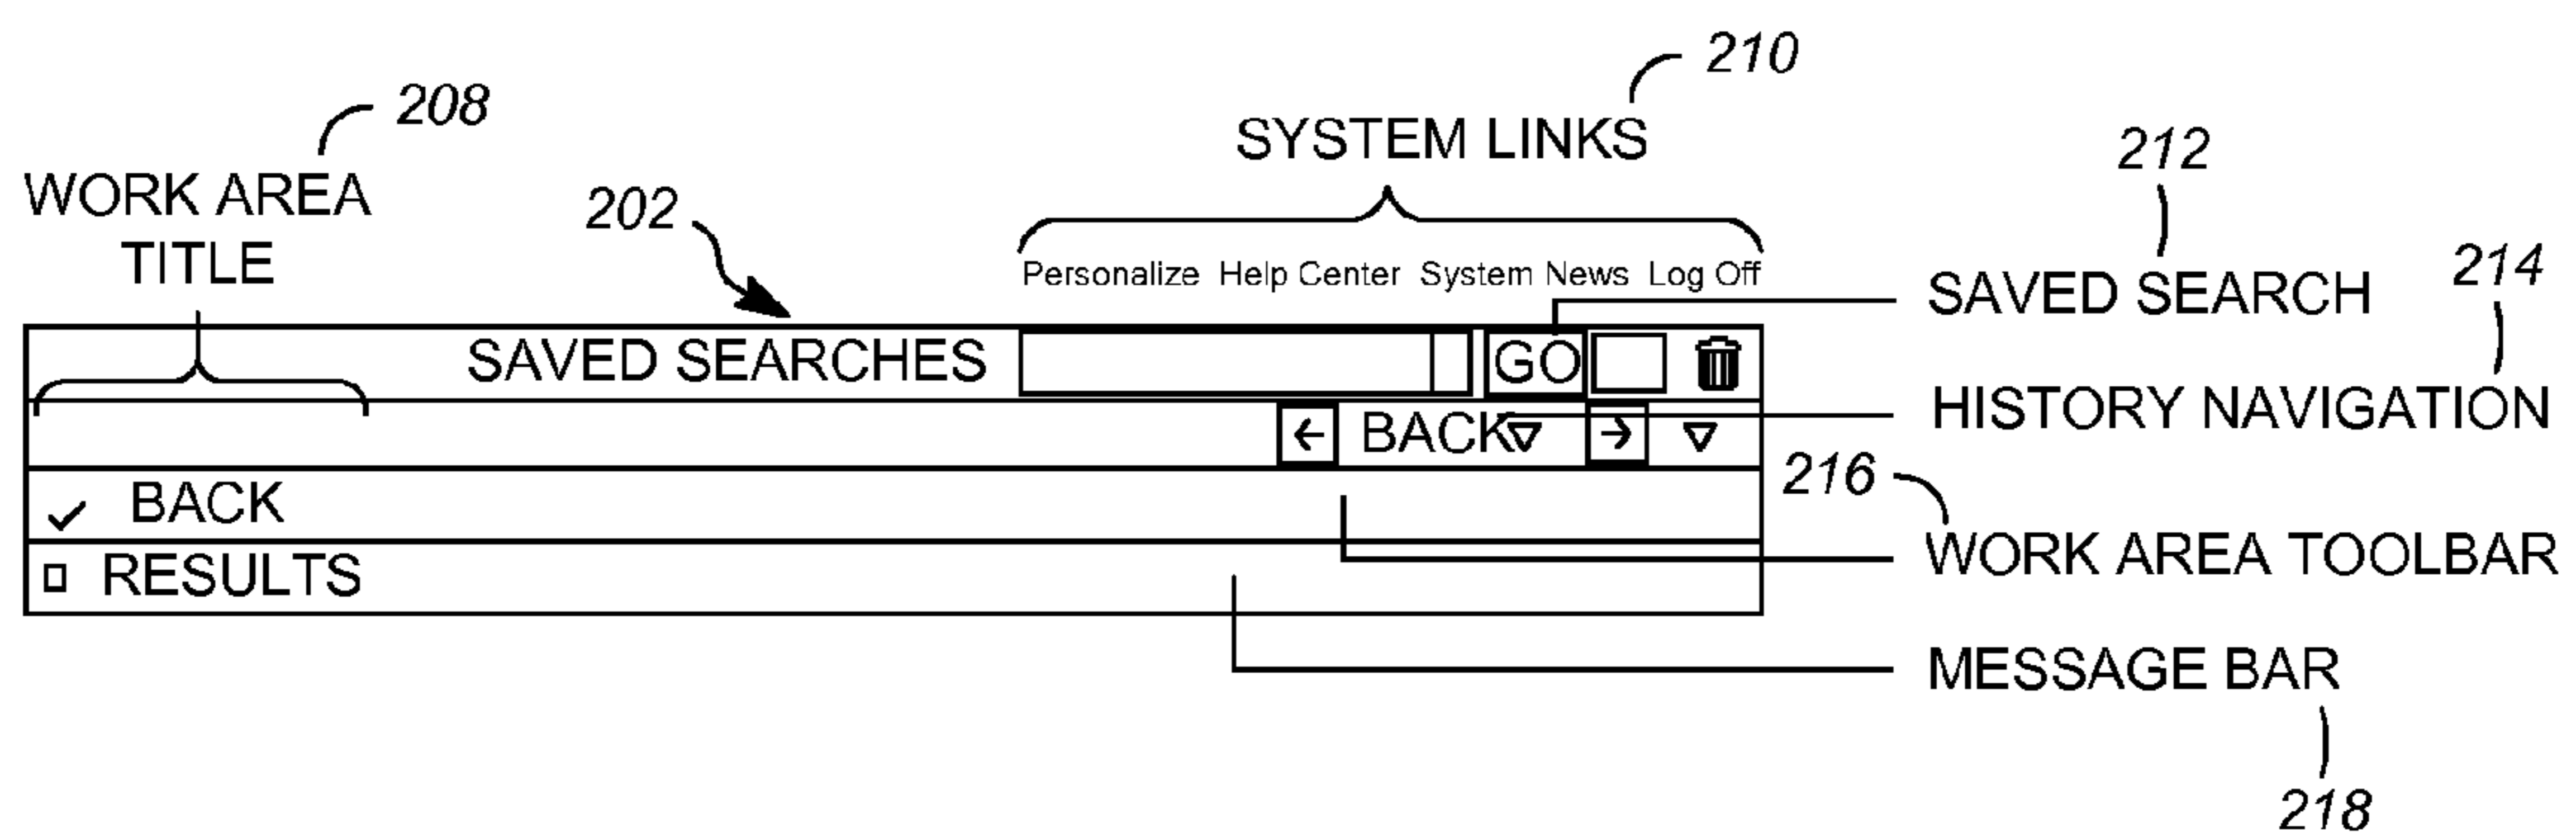 210
208
SYSTEM LINKS
212
WORK AREA
TITLE
202
214
Personalize Help Center System News Log Off
SAVED SEARCH
SAVED SEARCHES GO
HISTORY NAVIGATION
BACK
216
BACK
WORK AREA TOOLBAR
RESULTS
MESSAGE BAR
218